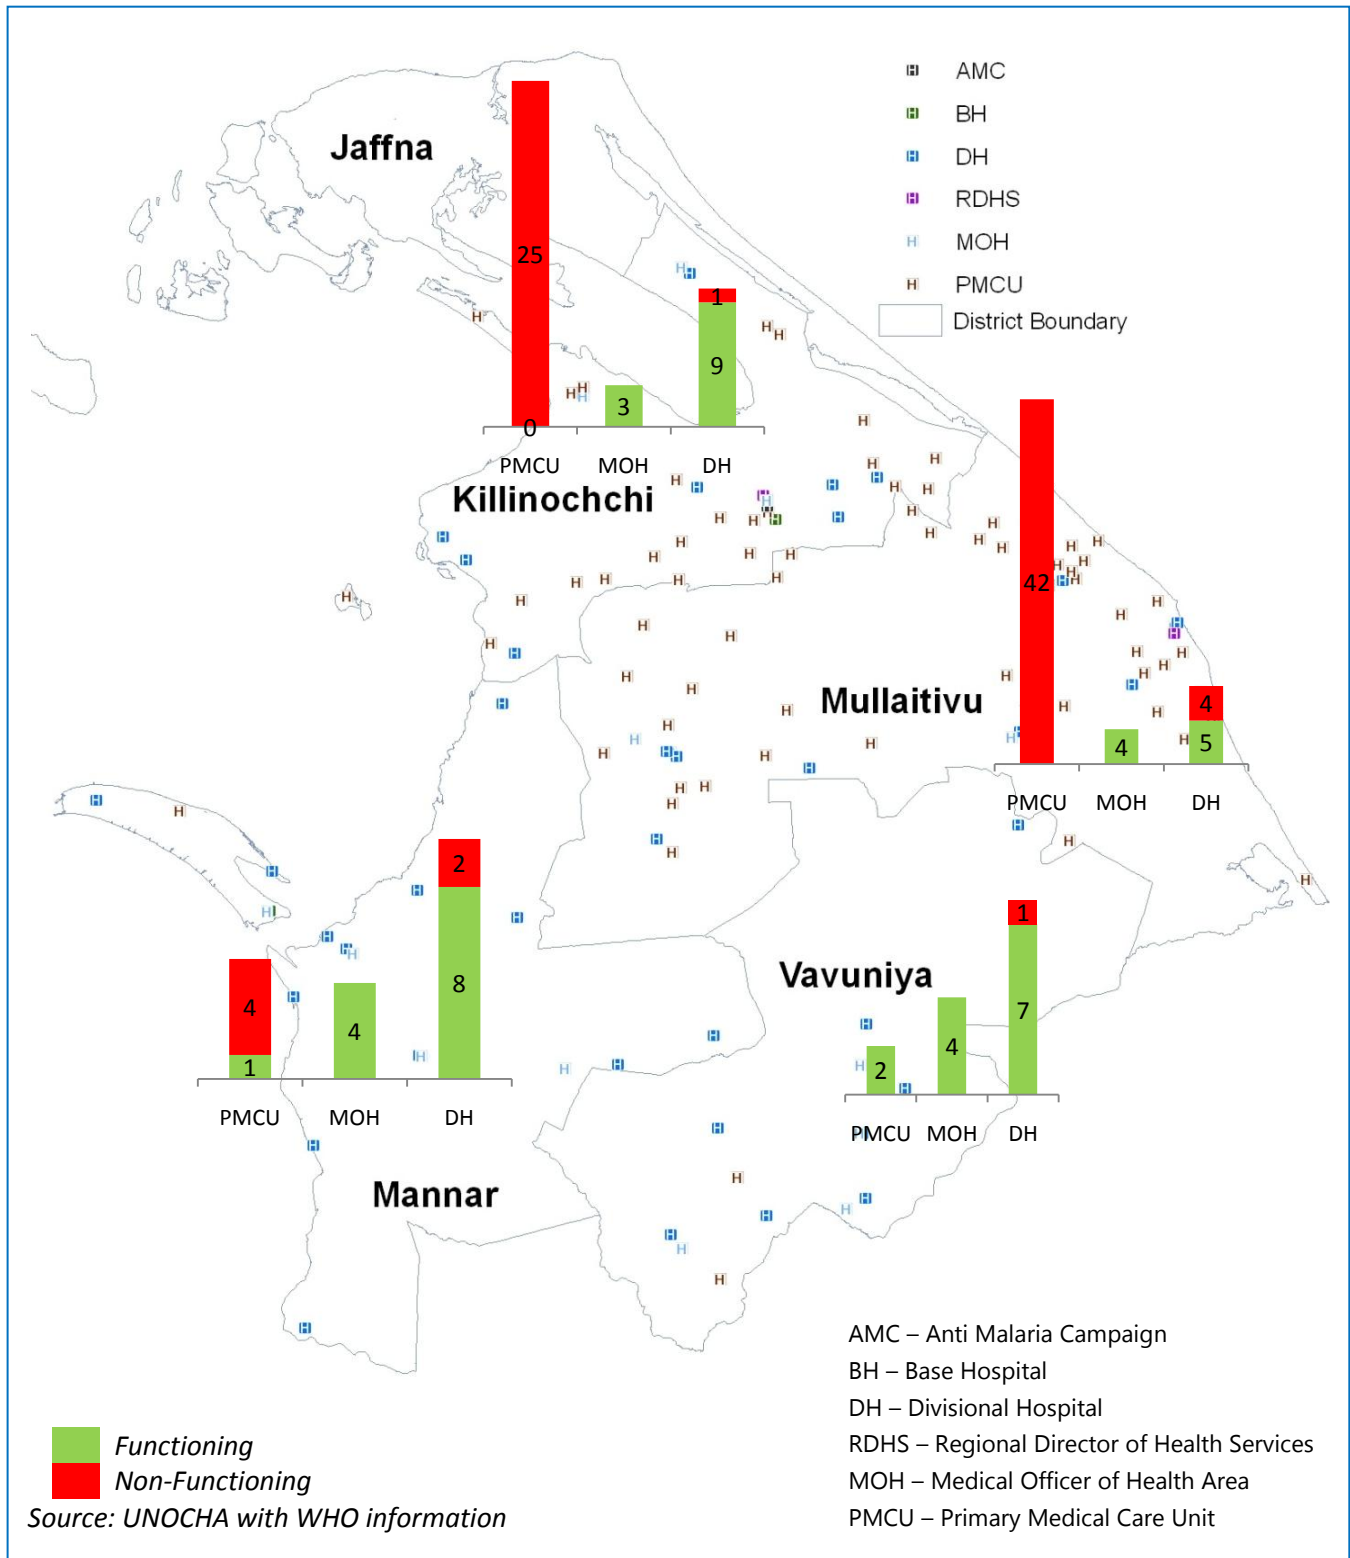 AMC
BH
DH
RDHS
MOH
PMCU
District Boundary
Jaffna
25
0
3
1
9
PMCU MOH DH
Killinochchi
42
4
4
5
PMCU MOH DH
Mullaitivu
4
1
4
2
8
PMCU MOH DH
Mannar
Vavuniya
2
4
1
7
PMCU MOH DH
AMC – Anti Malaria Campaign
BH – Base Hospital
DH – Divisional Hospital
RDHS – Regional Director of Health Services
MOH – Medical Officer of Health Area
PMCU – Primary Medical Care Unit
Functioning
Non-Functioning
Source: UNOCHA with WHO information